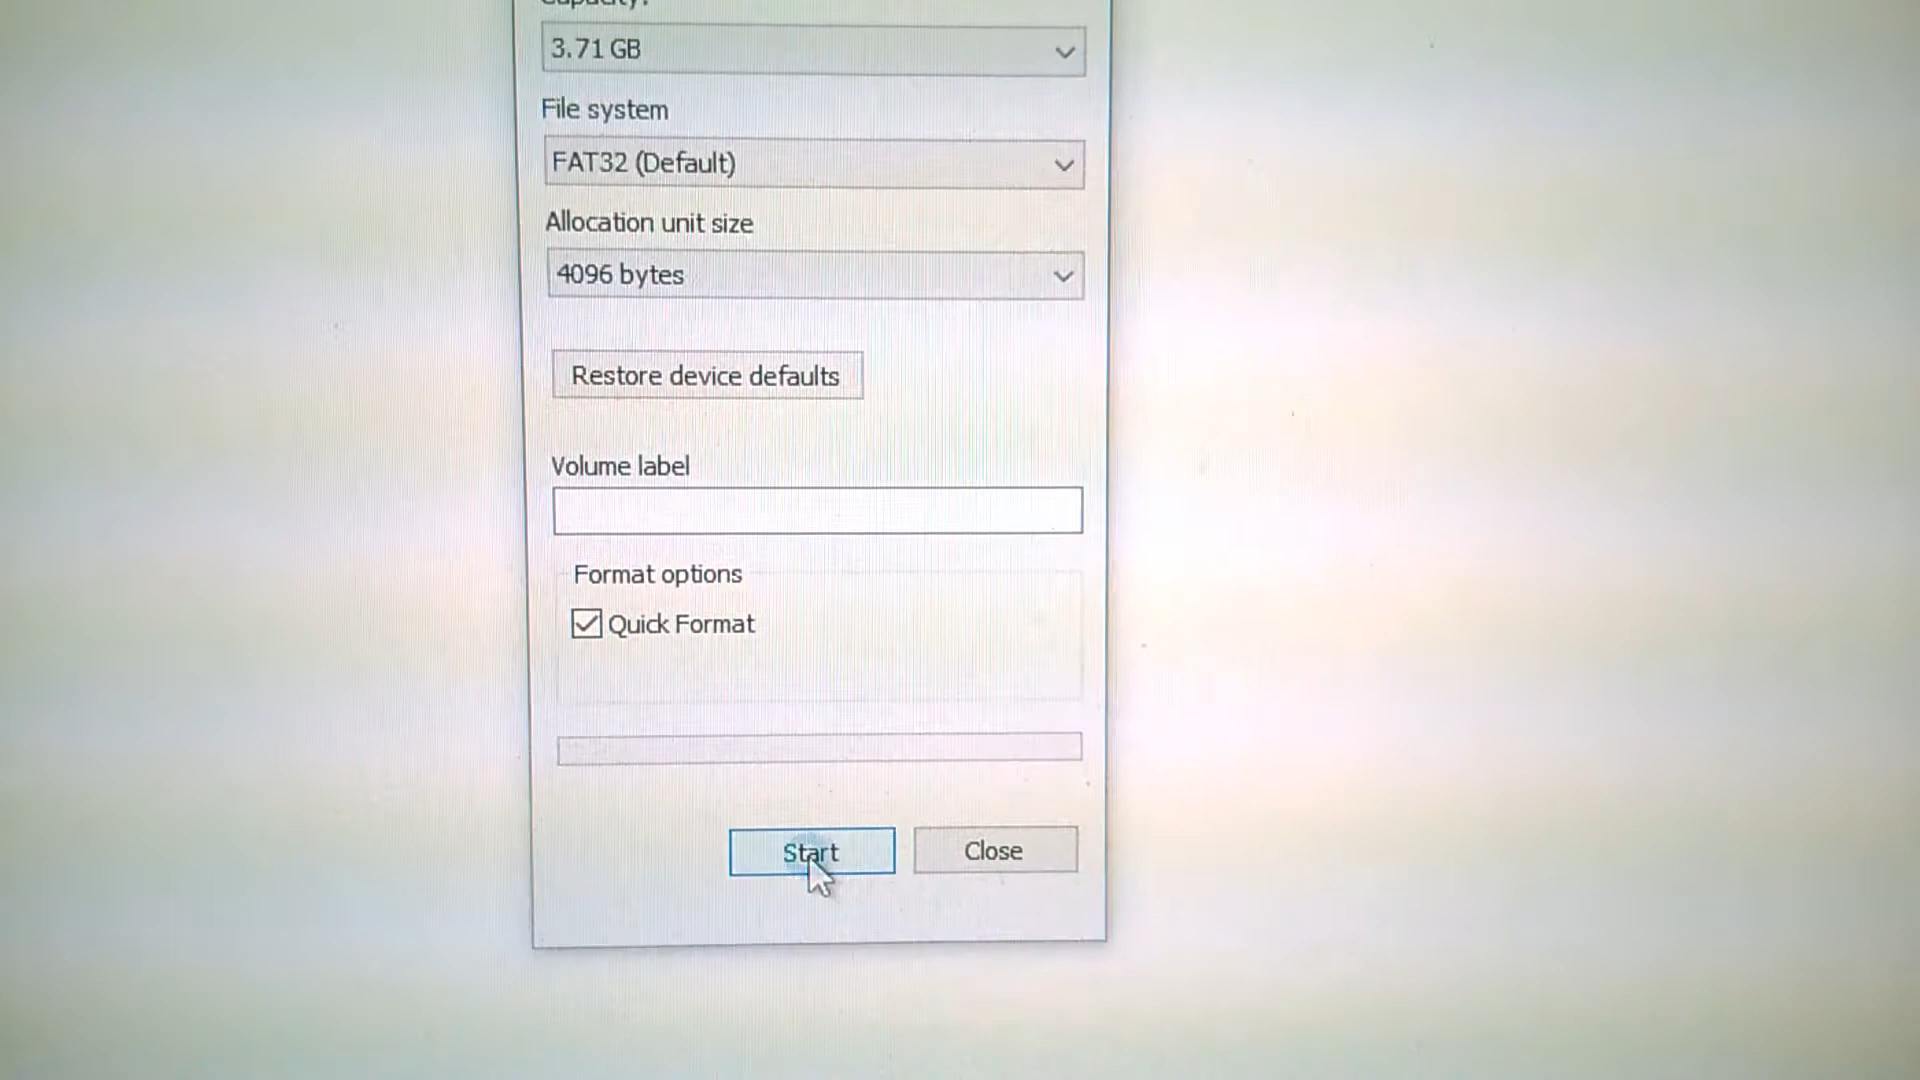 Capacity:
3.71 GB
File system
FAT32 (Default)
Allocation unit size
4096 bytes
Restore device defaults
Volume label
Format options
Quick Format
Start
Close